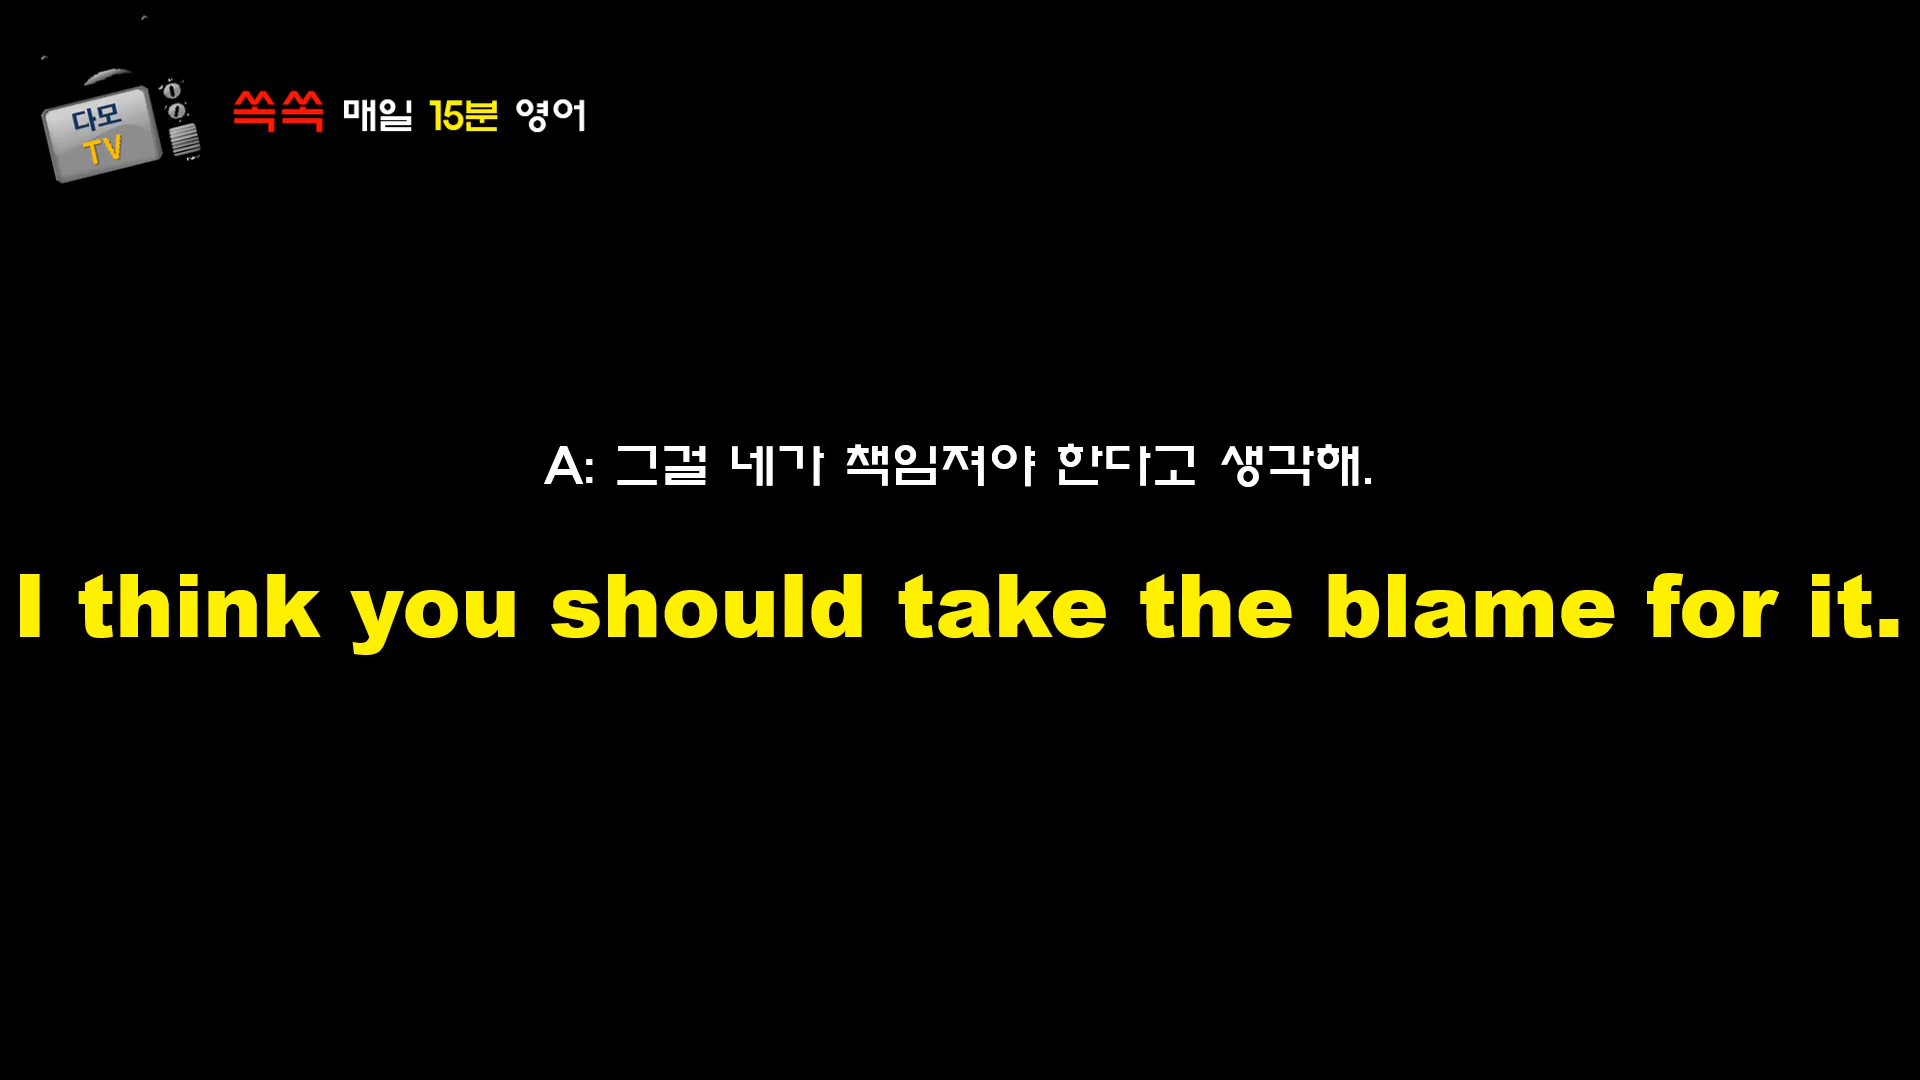 다모
TV
쏙쏙 매일 15분 영어
A: 그걸 네가 책임져야 한다고 생각해.
I think you should take the blame for it.